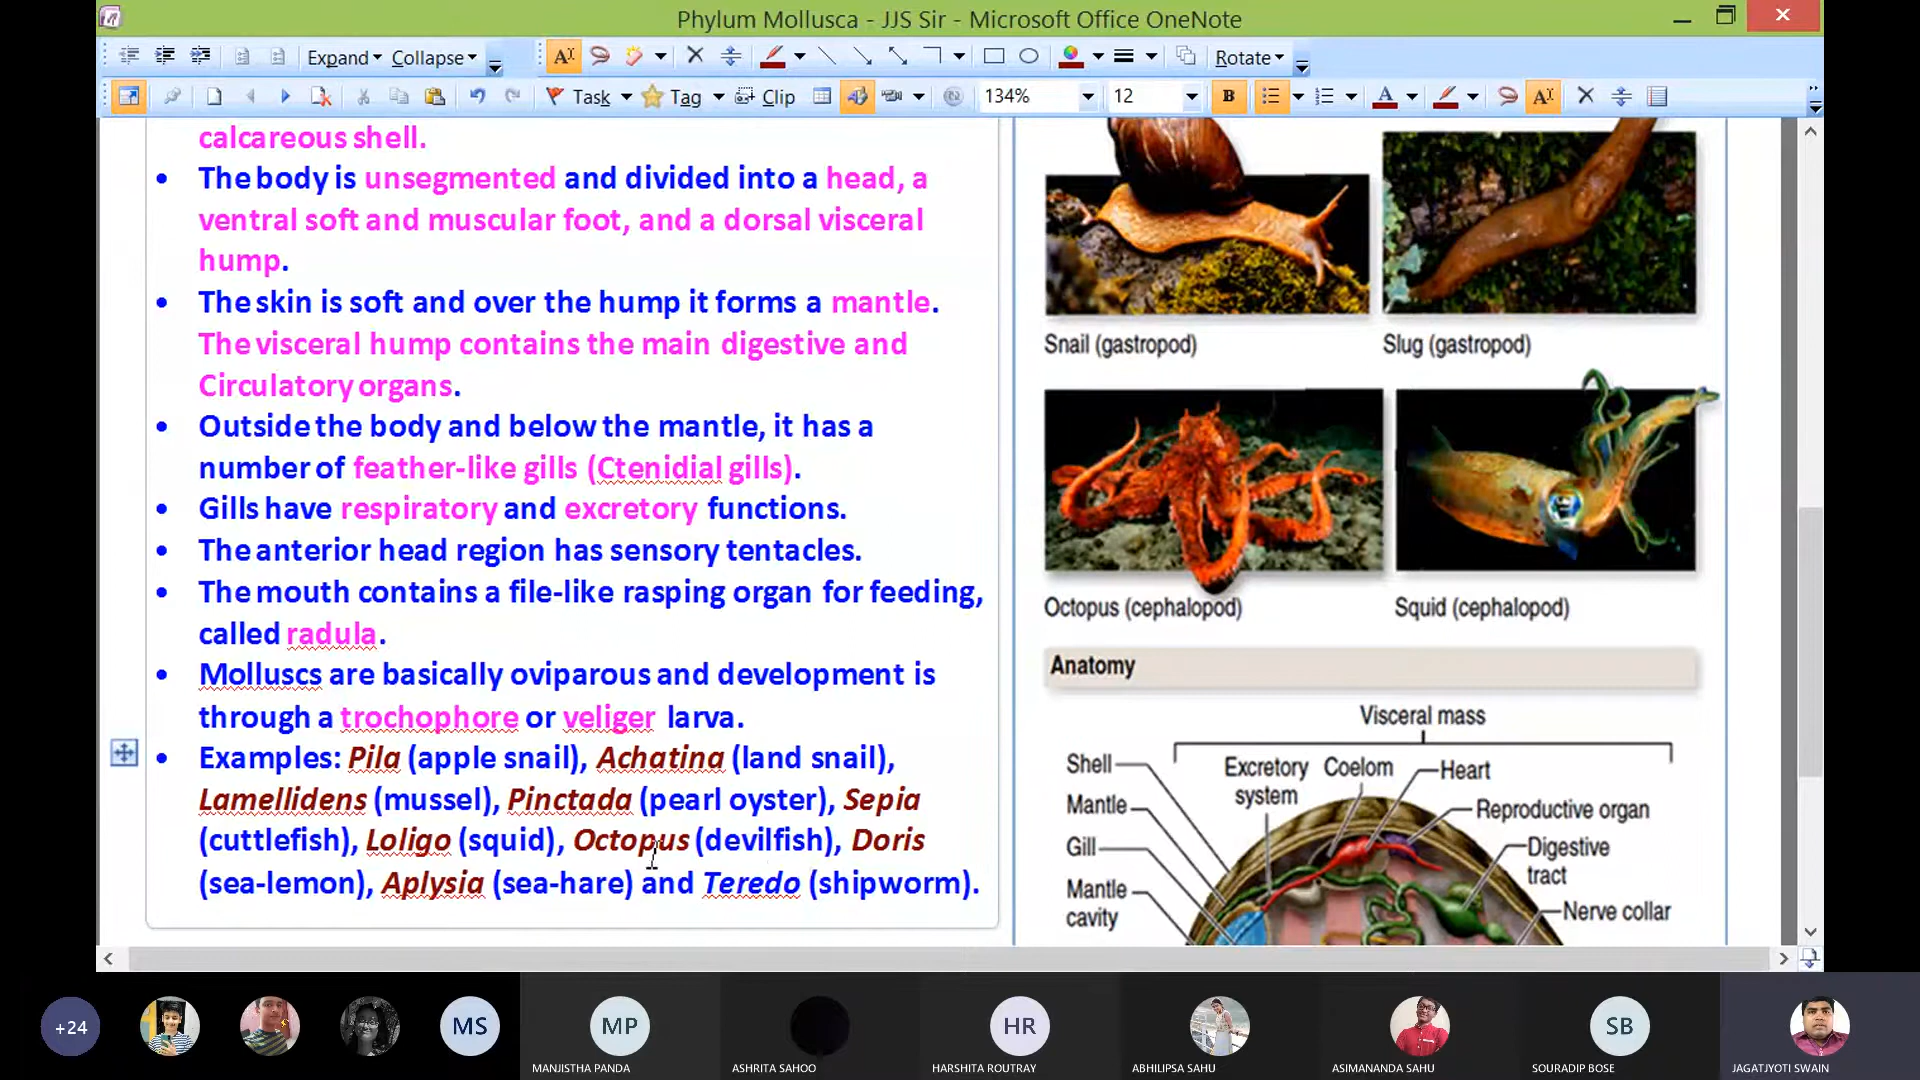 Phylum Mollusca - JJS Sir - Microsoft Office OneNote
Expand Collapse Rotate
Task Tag Clip 134% 12 B A
calcareous shell.
• The body is unsegmented and divided into a head, a
ventral soft and muscular foot, and a dorsal visceral
hump.
• The skin is soft and over the hump it forms a mantle.
The visceral hump contains the main digestive and
Circulatory organs.
• Outside the body and below the mantle, it has a
number of feather-like gills (Ctenidial gills).
• Gills have respiratory and excretory functions.
• The anterior head region has sensory tentacles.
• The mouth contains a file-like rasping organ for feeding,
called radula.
• Molluscs are basically oviparous and development is
through a trochophore or veliger larva.
• Examples: Pila (apple snail), Achatina (land snail),
Lamellidens (mussel), Pinctada (pearl oyster), Sepia
(cuttlefish), Loligo (squid), Octopus (devilfish), Doris
(sea-lemon), Aplysia (sea-hare) and Teredo (shipworm).
Snail (gastropod)
Slug (gastropod)
Octopus (cephalopod)
Squid (cephalopod)
Anatomy
Visceral mass
Shell
Excretory
system
Coelom
Heart
Mantle
Reproductive organ
Gill
Digestive
tract
Mantle
cavity
Nerve collar
+24
MS
MP
HR
SB
MANJISTHA PANDA
ASHRITA SAHOO
HARSHITA ROUTRAY
ABHILIPSA SAHU
ASIMANANDA SAHU
SOURADIP BOSE
JAGATJYOTI SWAIN